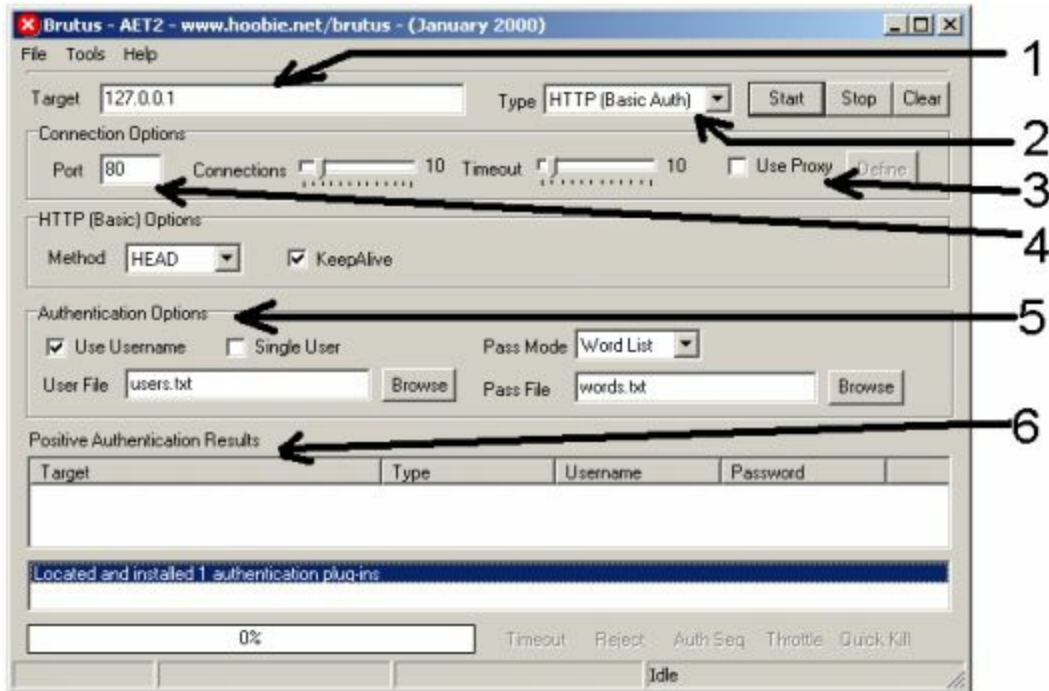 Brutus - AET2 - www.hoobie.net/brutus - (January 2000)
File Tools Help
1
Target 127.0.0.1 Type HTTP (Basic Auth) Start Stop Clear
2
Connection Options
Port 80 Connections 10 Timeout 10 Use Proxy Define
3
HTTP (Basic) Options
4
Method HEAD KeepAlive
Authentication Options
5
Use Username Single User Pass Mode Word List
User File users.txt Browse Pass File words.txt Browse
6
Positive Authentication Results
Target Type Username Password
Located and installed 1 authentication plug-ins
0% Timeout Reject Auth Seq Throttle Quick Kill
Idle